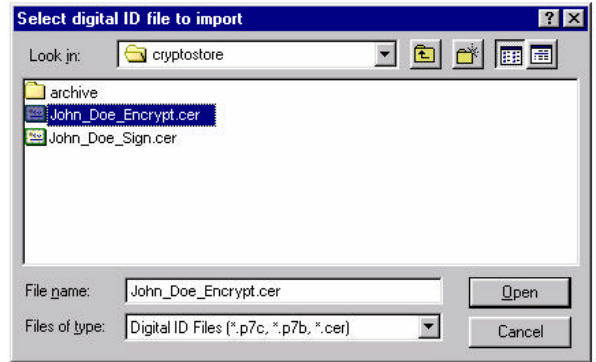 Select digital ID file to import
Look in: cryptostore
archive
John_Doe_Encrypt.cer
John_Doe_Sign.cer
File name: John_Doe_Encrypt.cer Open
Files of type: Digital ID Files (*.p7c, *.p7b, *.cer) Cancel